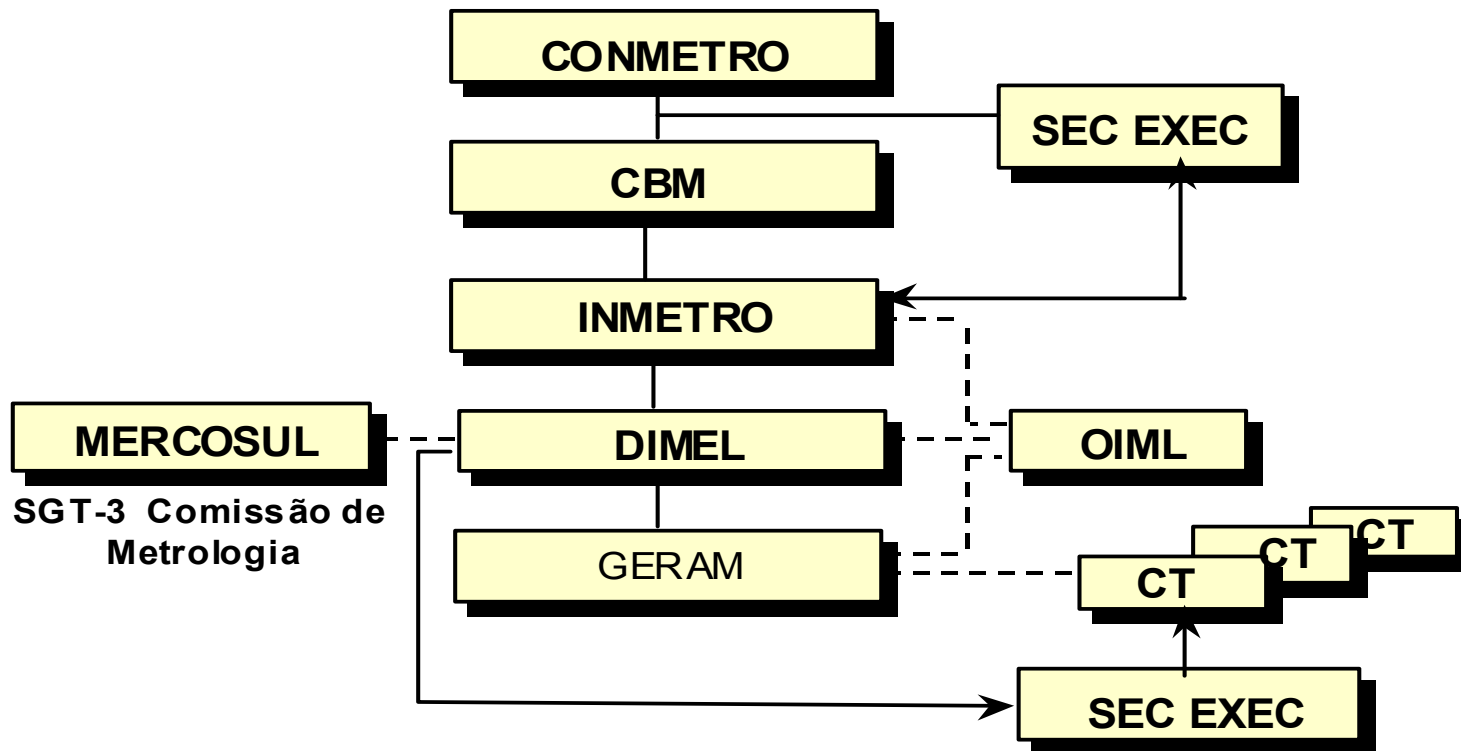 CONMETRO
SEC EXEC
CBM
INMETRO
MERCOSUL
SGT-3 Comissão de
Metrologia
DIMEL
OIML
GERAM
CT
CT
CT
SEC EXEC